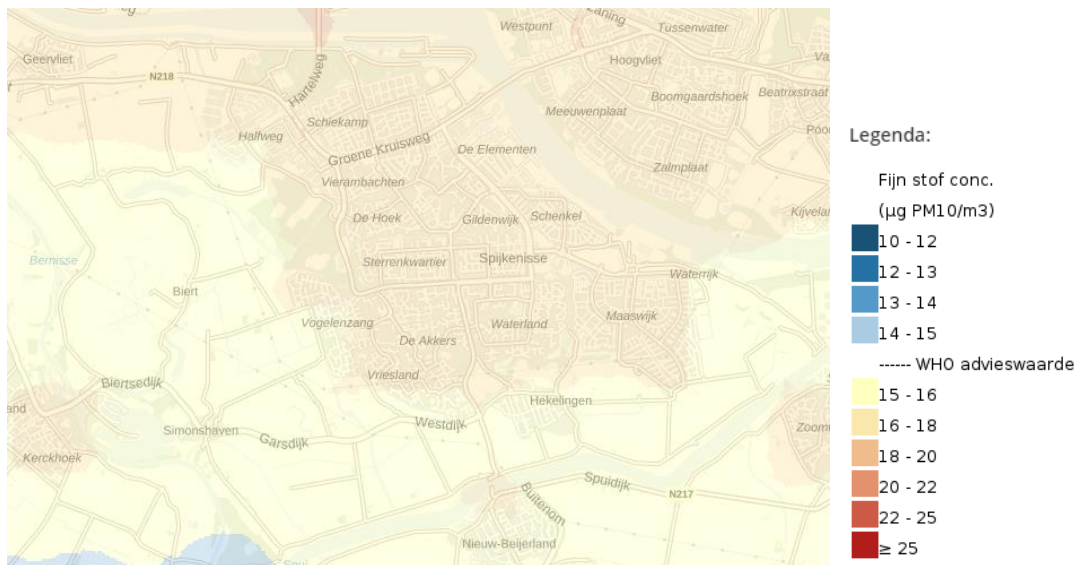 Westpunt
Tussenwater
Geervliet
Hoogvliet
N218
Hartelweg
Boomgaardshoek
Beatrixstraat
Meeuwenplaat
Schiekamp
Halfweg
Groene Kruisweg
De Elementen
Zalmplaat
Vierambachten
De Hoek
Gildenwijk
Schenkel
Bernisse
Sterrenkwartier
Spijkenisse
Waterrijk
Biert
Vogelenzang
Waterland
Maaswijk
De Akkers
Vriesland
Biertsedijk
Hekelingen
Westdijk
Simonshaven
Garsdijk
Kerckhoek
Spuidijk
N217
Buitenom
Nieuw-Beijerland
Legenda:
Fijn stof conc.
(µg PM10/m3)
10 - 12
12 - 13
13 - 14
14 - 15
------ WHO advieswaarde
15 - 16
16 - 18
18 - 20
20 - 22
22 - 25
≥ 25